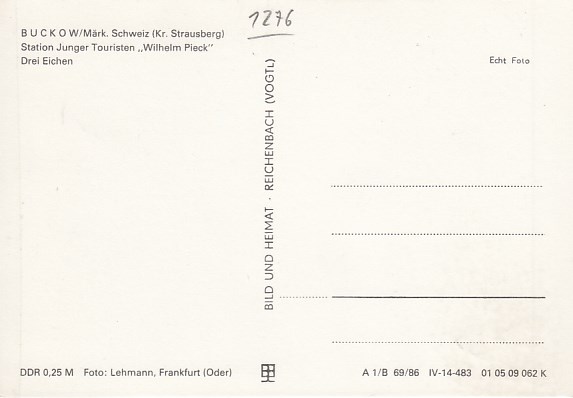 1276
BUCKOW/Märk. Schweiz (Kr. Strausberg)
Station Junger Touristen „Wilhelm Pieck"
Drei Eichen
Echt Foto
BILD UND HEIMAT · REICHENBACH (VOGTL)
DDR 0,25 M Foto: Lehmann, Frankfurt (Oder)
A 1/B 69/86 IV-14-483 01 05 09 062 K